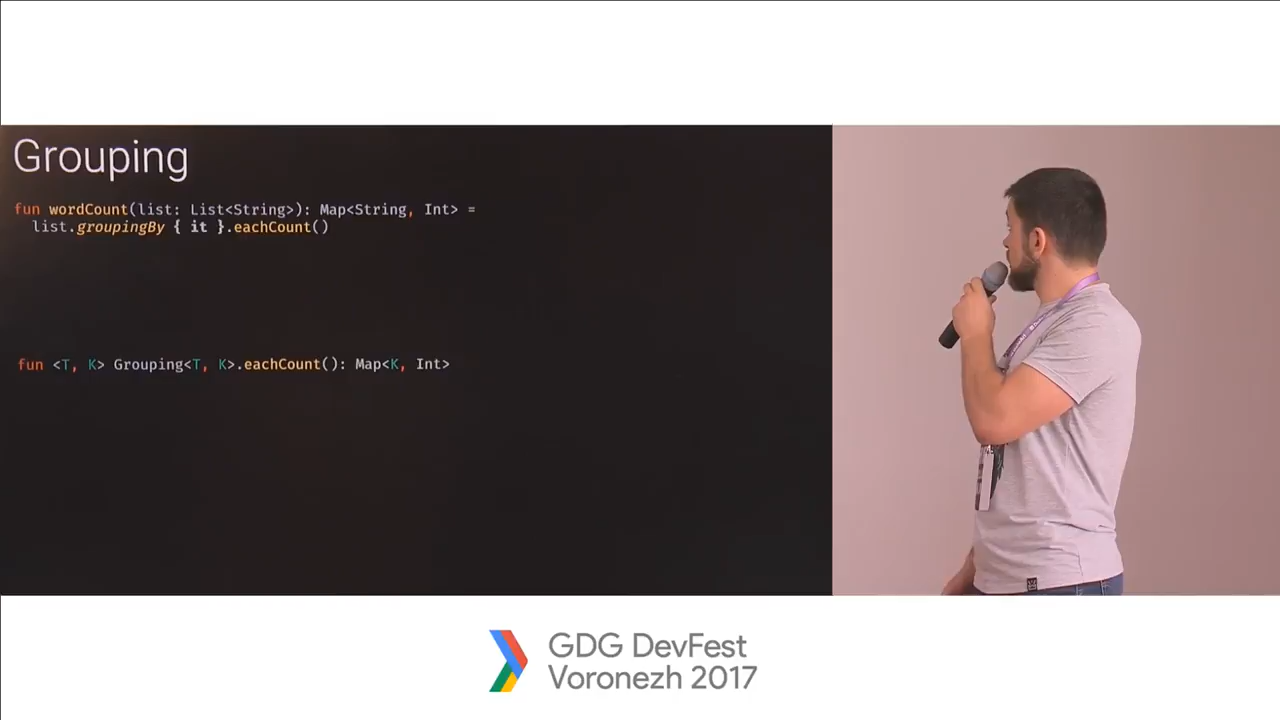 Grouping
fun wordCount(list: List<String>): Map<String, Int> =
list.groupingBy { it }.eachCount()
fun <T, K> Grouping<T, K>.eachCount(): Map<K, Int>
GDG DevFest
Voronezh 2017